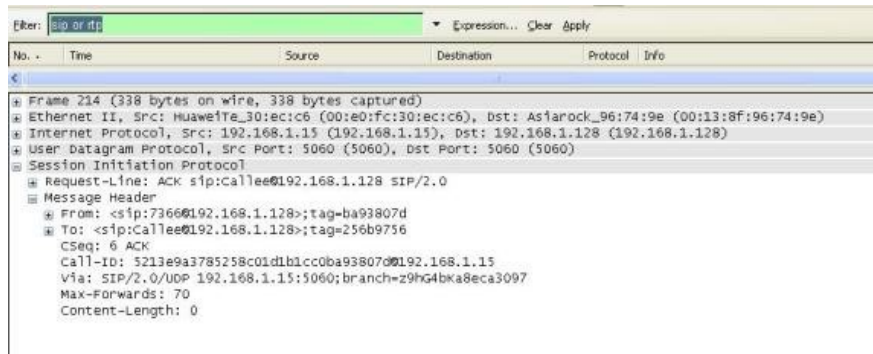 Filter: sip or rtp Expression... Clear Apply
No. . Time Source Destination Protocol Info
Frame 214 (338 bytes on wire, 338 bytes captured)
Ethernet II, Src: HuaweiTe_30:ec:c6 (00:e0:fc:30:ec:c6), Dst: Asiarock_96:74:9e (00:13:8f:96:74:9e)
Internet Protocol, Src: 192.168.1.15 (192.168.1.15), Dst: 192.168.1.128 (192.168.1.128)
User Datagram Protocol, Src Port: 5060 (5060), Dst Port: 5060 (5060)
Session Initiation Protocol
Request-Line: ACK sip:Callee@192.168.1.128 SIP/2.0
Message Header
From: <sip:7366@192.168.1.128>;tag=ba93807d
To: <sip:Callee@192.168.1.128>;tag=256b9756
CSeq: 6 ACK
Call-ID: 5213e9a3785258c01d1b1cc0ba93807d@192.168.1.15
Via: SIP/2.0/UDP 192.168.1.15:5060;branch=z9hG4bKa8eca3097
Max-Forwards: 70
Content-Length: 0